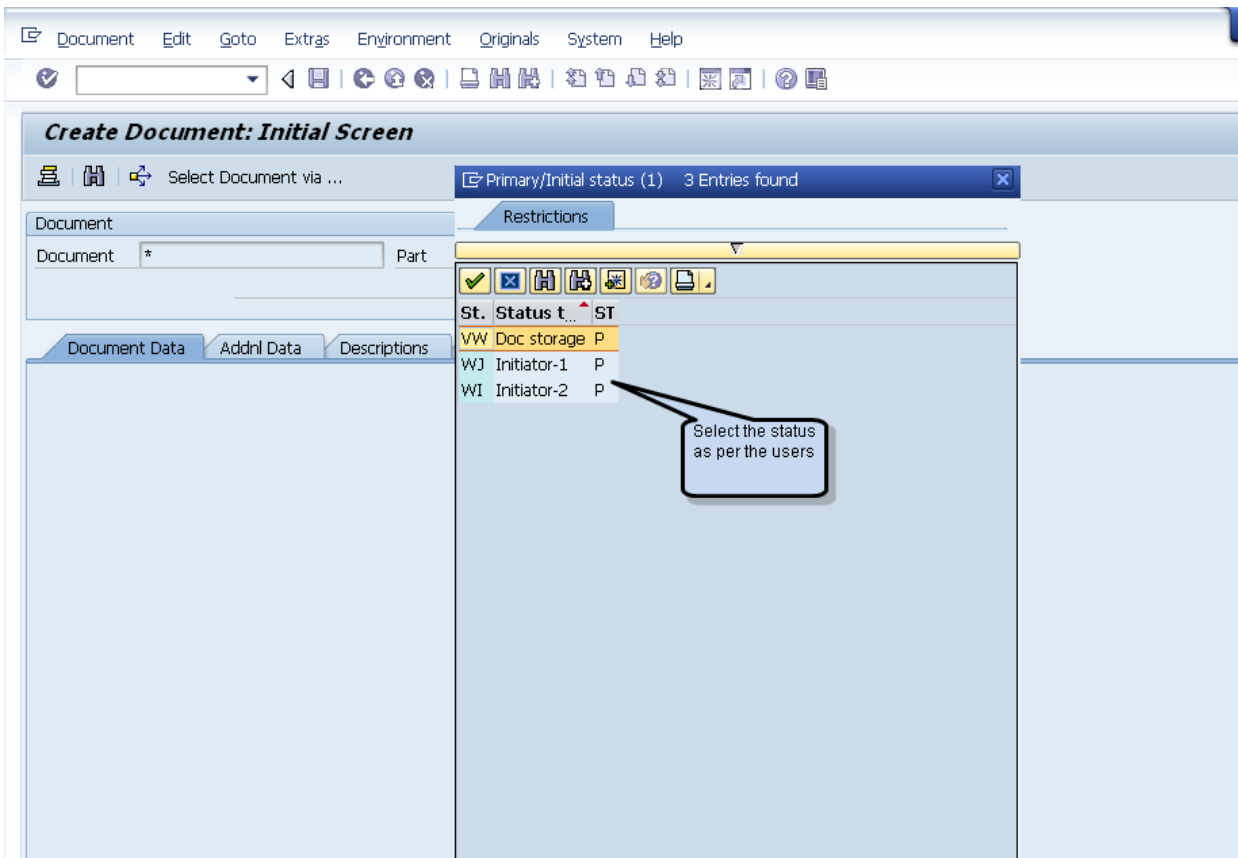 Document Edit Goto Extras Environment Originals System Help
Create Document: Initial Screen
Select Document via ...
Primary/Initial status (1) 3 Entries found
Restrictions
Document
Document * Part
St. Status t... ST
VW Doc storage P
WJ Initiator-1 P
WI Initiator-2 P
Document Data Addnl Data Descriptions
Select the status
as per the users